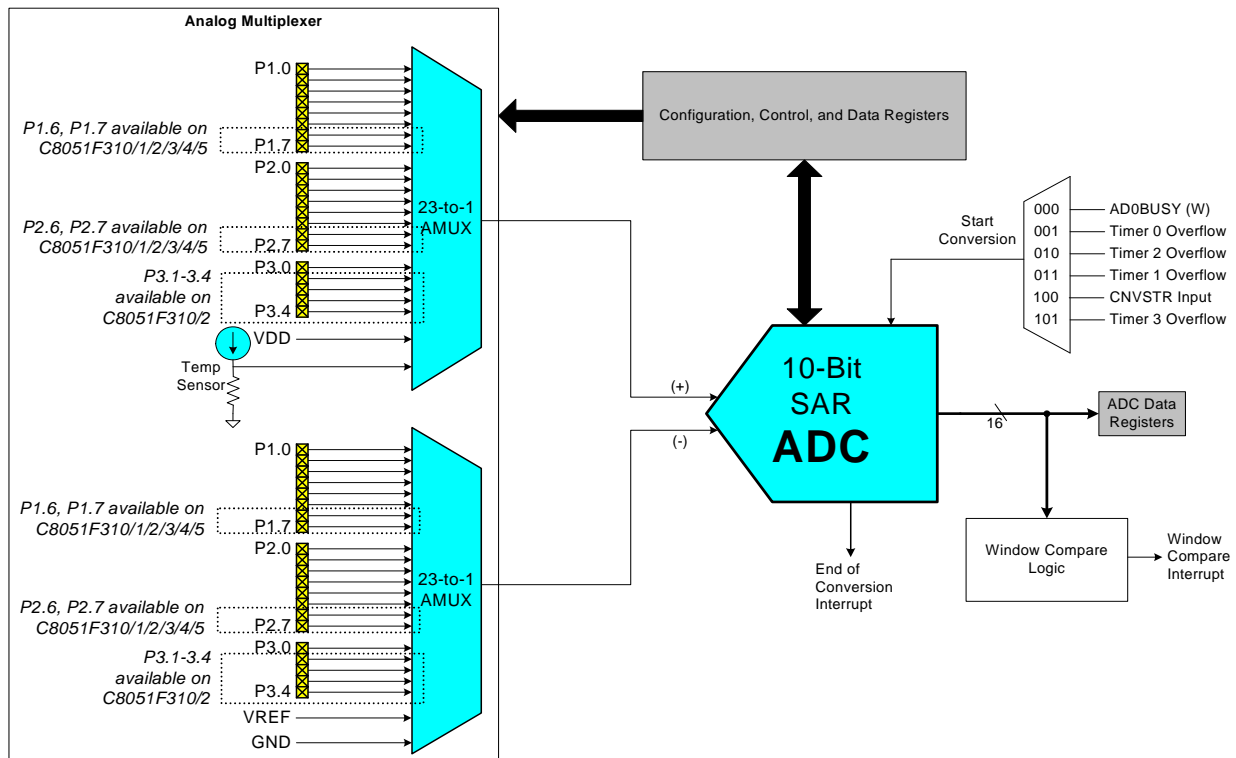 Analog Multiplexer
P1.0
P1.6, P1.7 available on
C8051F310/1/2/3/4/5
P1.7
P2.0
P2.6, P2.7 available on
C8051F310/1/2/3/4/5
P2.7
P3.0
P3.1-3.4
available on
C8051F310/2
P3.4
VDD
Temp
Sensor
23-to-1
AMUX
P1.0
P1.6, P1.7 available on
C8051F310/1/2/3/4/5
P1.7
P2.0
P2.6, P2.7 available on
C8051F310/1/2/3/4/5
P2.7
P3.0
P3.1-3.4
available on
C8051F310/2
P3.4
VREF
GND
23-to-1
AMUX
Configuration, Control, and Data Registers
Start
Conversion
000 AD0BUSY (W)
001 Timer 0 Overflow
010 Timer 2 Overflow
011 Timer 1 Overflow
100 CNVSTR Input
101 Timer 3 Overflow
(+)
(-)
10-Bit
SAR
ADC
16
ADC Data
Registers
End of
Conversion
Interrupt
Window Compare
Logic
Window
Compare
Interrupt